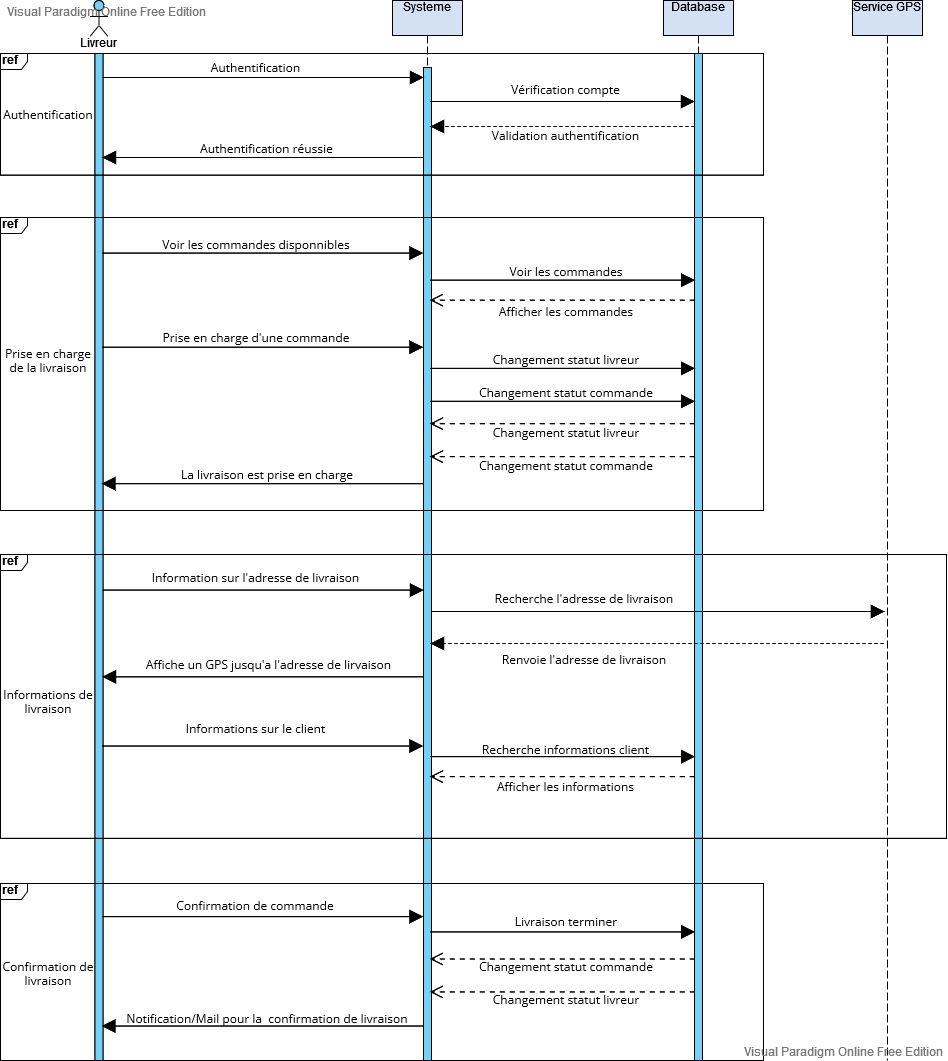 Visual Paradigm Online Free Edition
Livreur
Systeme
Database
Service GPS
ref
Authentification
Authentification
Vérification compte
Validation authentification
Authentification réussie
ref
Prise en charge
de la livraison
Voir les commandes disponnibles
Voir les commandes
Afficher les commandes
Prise en charge d'une commande
Changement statut livreur
Changement statut commande
Changement statut livreur
Changement statut commande
La livraison est prise en charge
ref
Informations de
livraison
Information sur l'adresse de livraison
Recherche l'adresse de livraison
Renvoie l'adresse de livraison
Affiche un GPS jusqu'a l'adresse de lirvaison
Informations sur le client
Recherche informations client
Afficher les informations
ref
Confirmation de
livraison
Confirmation de commande
Livraison terminer
Changement statut commande
Changement statut livreur
Notification/Mail pour la confirmation de livraison
Visual Paradigm Online Free Edition